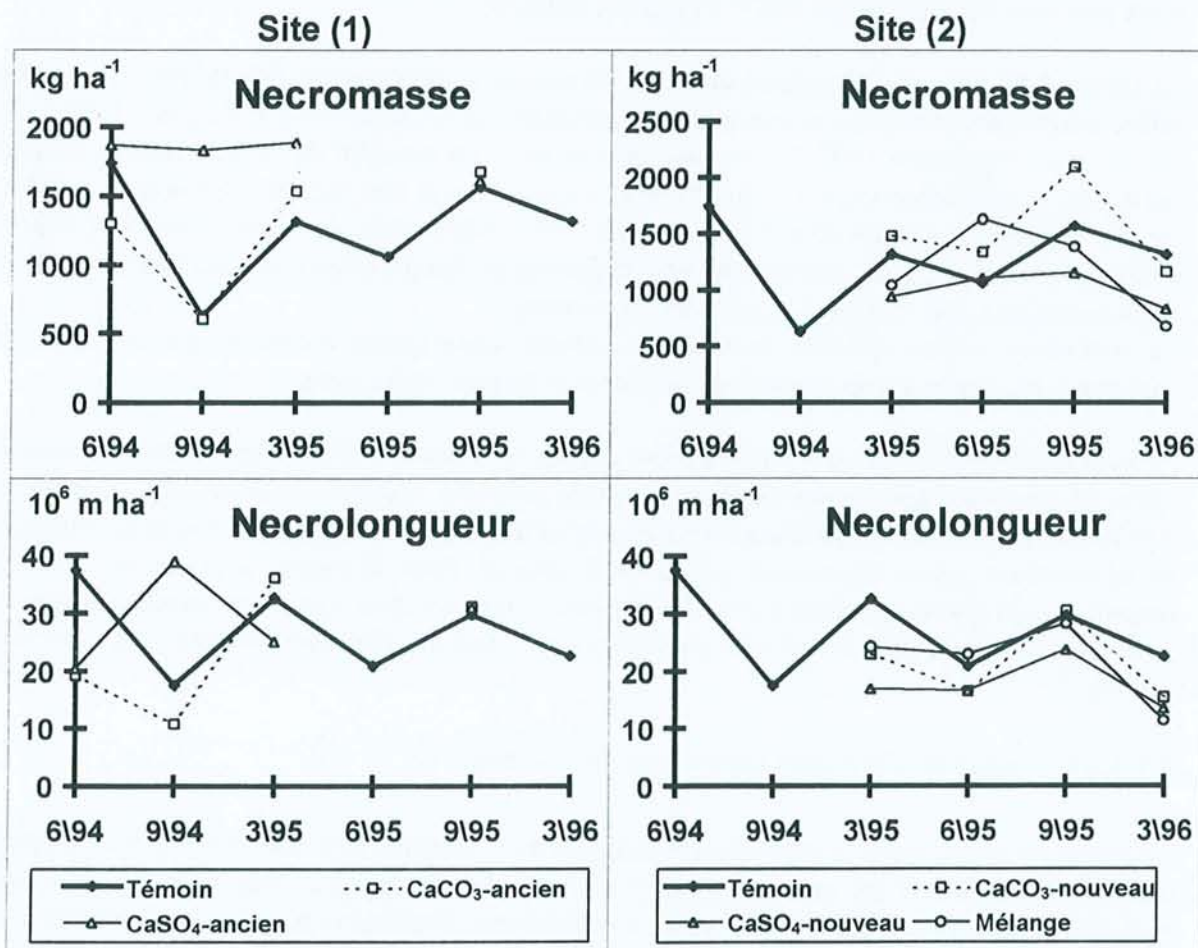 Site (1)
Site (2)
kg ha⁻¹
Necromasse
2000
1500
1000
500
0
6\94 9\94 3\95 6\95 9\95 3\96
kg ha⁻¹
Necromasse
2500
2000
1500
1000
500
0
6\94 9\94 3\95 6\95 9\95 3\96
10⁶ m ha⁻¹
Necrolongueur
40
30
20
10
0
6\94 9\94 3\95 6\95 9\95 3\96
Témoin CaCO₃-ancien
CaSO₄-ancien
10⁶ m ha⁻¹
Necrolongueur
40
30
20
10
0
6\94 9\94 3\95 6\95 9\95 3\96
Témoin CaCO₃-nouveau
CaSO₄-nouveau Mélange